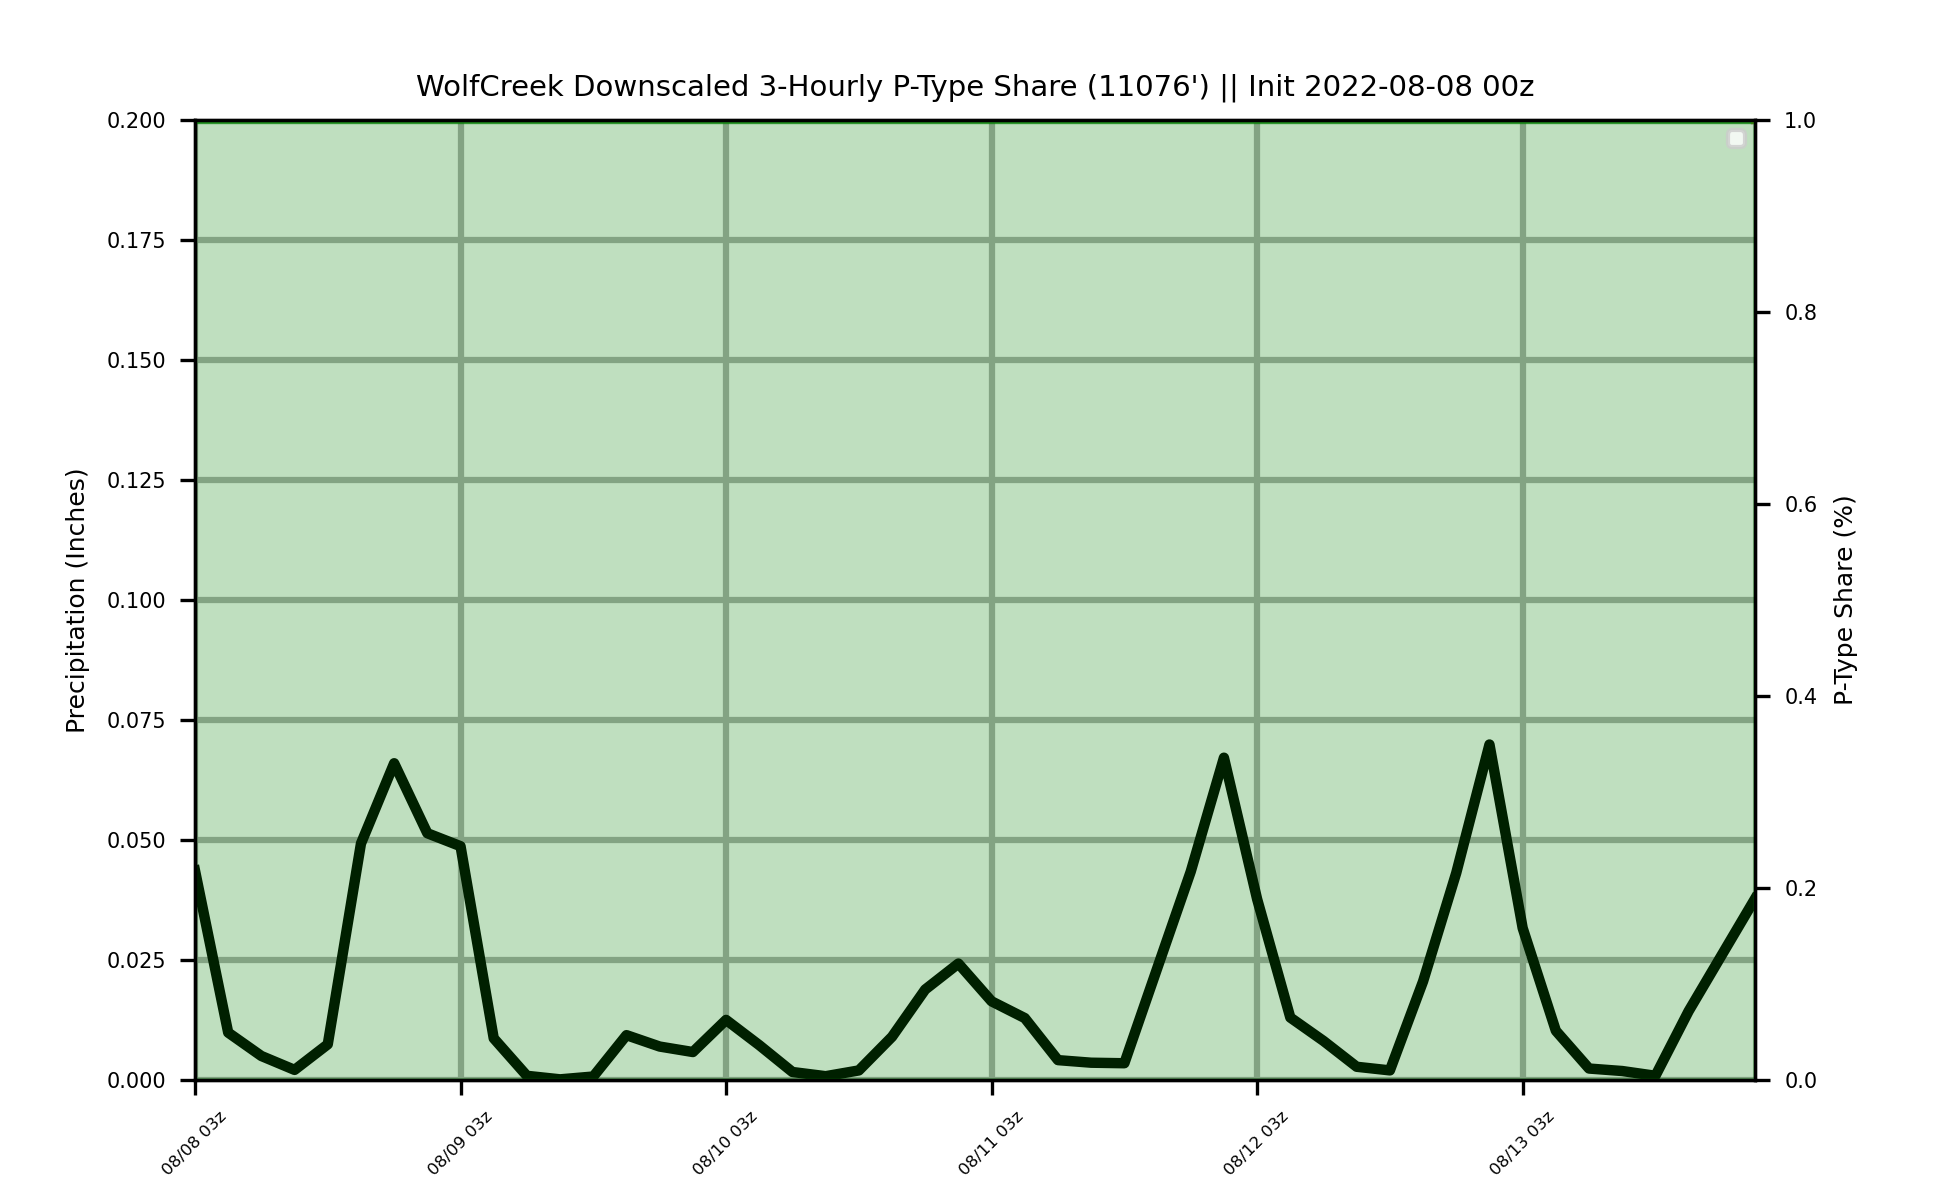 WolfCreek Downscaled 3-Hourly P-Type Share (11076') || Init 2022-08-08 00z
Precipitation (Inches)
0.200
0.175
0.150
0.125
0.100
0.075
0.050
0.025
0.000
1.0
0.8
0.6
0.4
0.2
0.0
P-Type Share (%)
08/08 03z
08/09 03z
08/10 03z
08/11 03z
08/12 03z
08/13 03z